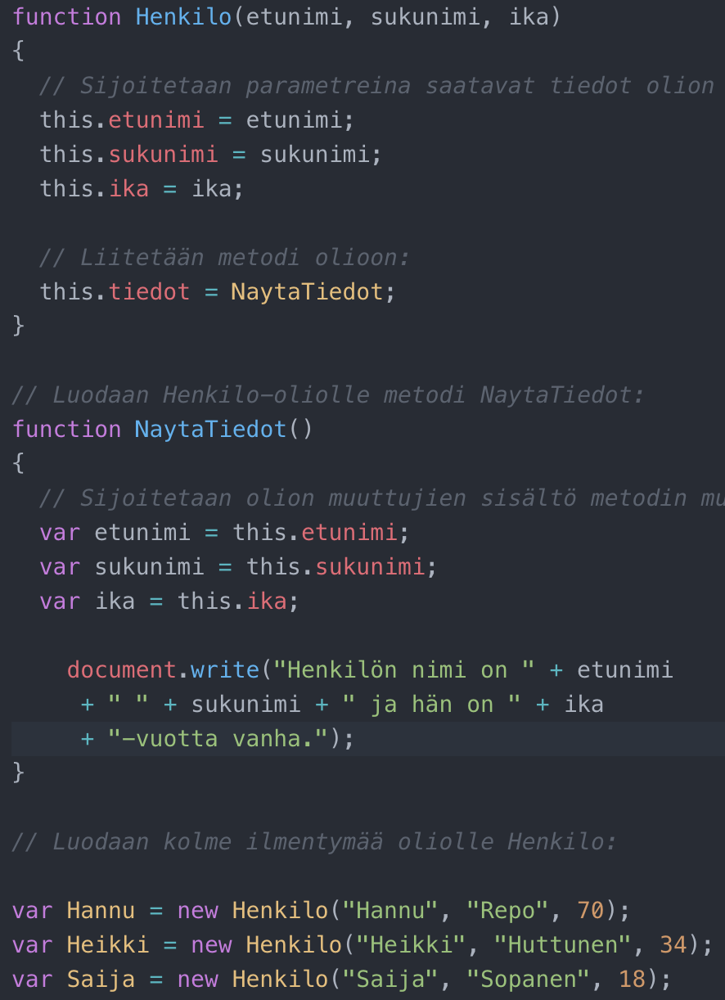 function Henkilo(etunimi, sukunimi, ika)
{
  // Sijoitetaan parametreina saatavat tiedot olion
  this.etunimi = etunimi;
  this.sukunimi = sukunimi;
  this.ika = ika;

  // Liitetään metodi olioon:
  this.tiedot = NaytaTiedot;
}

// Luodaan Henkilo-oliolle metodi NaytaTiedot:
function NaytaTiedot()
{
  // Sijoitetaan olion muuttujien sisältö metodin
  var etunimi = this.etunimi;
  var sukunimi = this.sukunimi;
  var ika = this.ika;

    document.write("Henkilön nimi on " + etunimi
     + " " + sukunimi + " ja hän on " + ika
     + "-vuotta vanha.");
}

// Luodaan kolme ilmentymää oliolle Henkilo:

var Hannu = new Henkilo("Hannu", "Repo", 70);
var Heikki = new Henkilo("Heikki", "Huttunen", 34);
var Saija = new Henkilo("Saija", "Sopanen", 18);